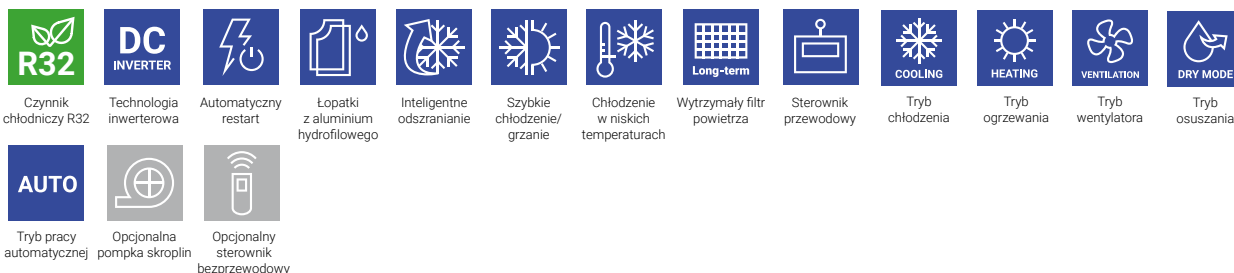 R32
Czynnik
chłodniczy R32
DC
INVERTER
Technologia
inwerterowa
Automatyczny
restart
Łopatki
z aluminium
hydrofilowego
Inteligentne
odszranianie
Szybkie
chłodzenie/
grzanie
Chłodzenie
w niskich
temperaturach
Long-term
Wytrzymały filtr
powietrza
Sterownik
przewodowy
COOLING
Tryb
chłodzenia
HEATING
Tryb
ogrzewania
VENTILATION
Tryb
wentylatora
DRY MODE
Tryb
osuszania
AUTO
Tryb pracy
automatycznej
Opcjonalna
pompka skroplin
Opcjonalny
sterownik
bezprzewodowy